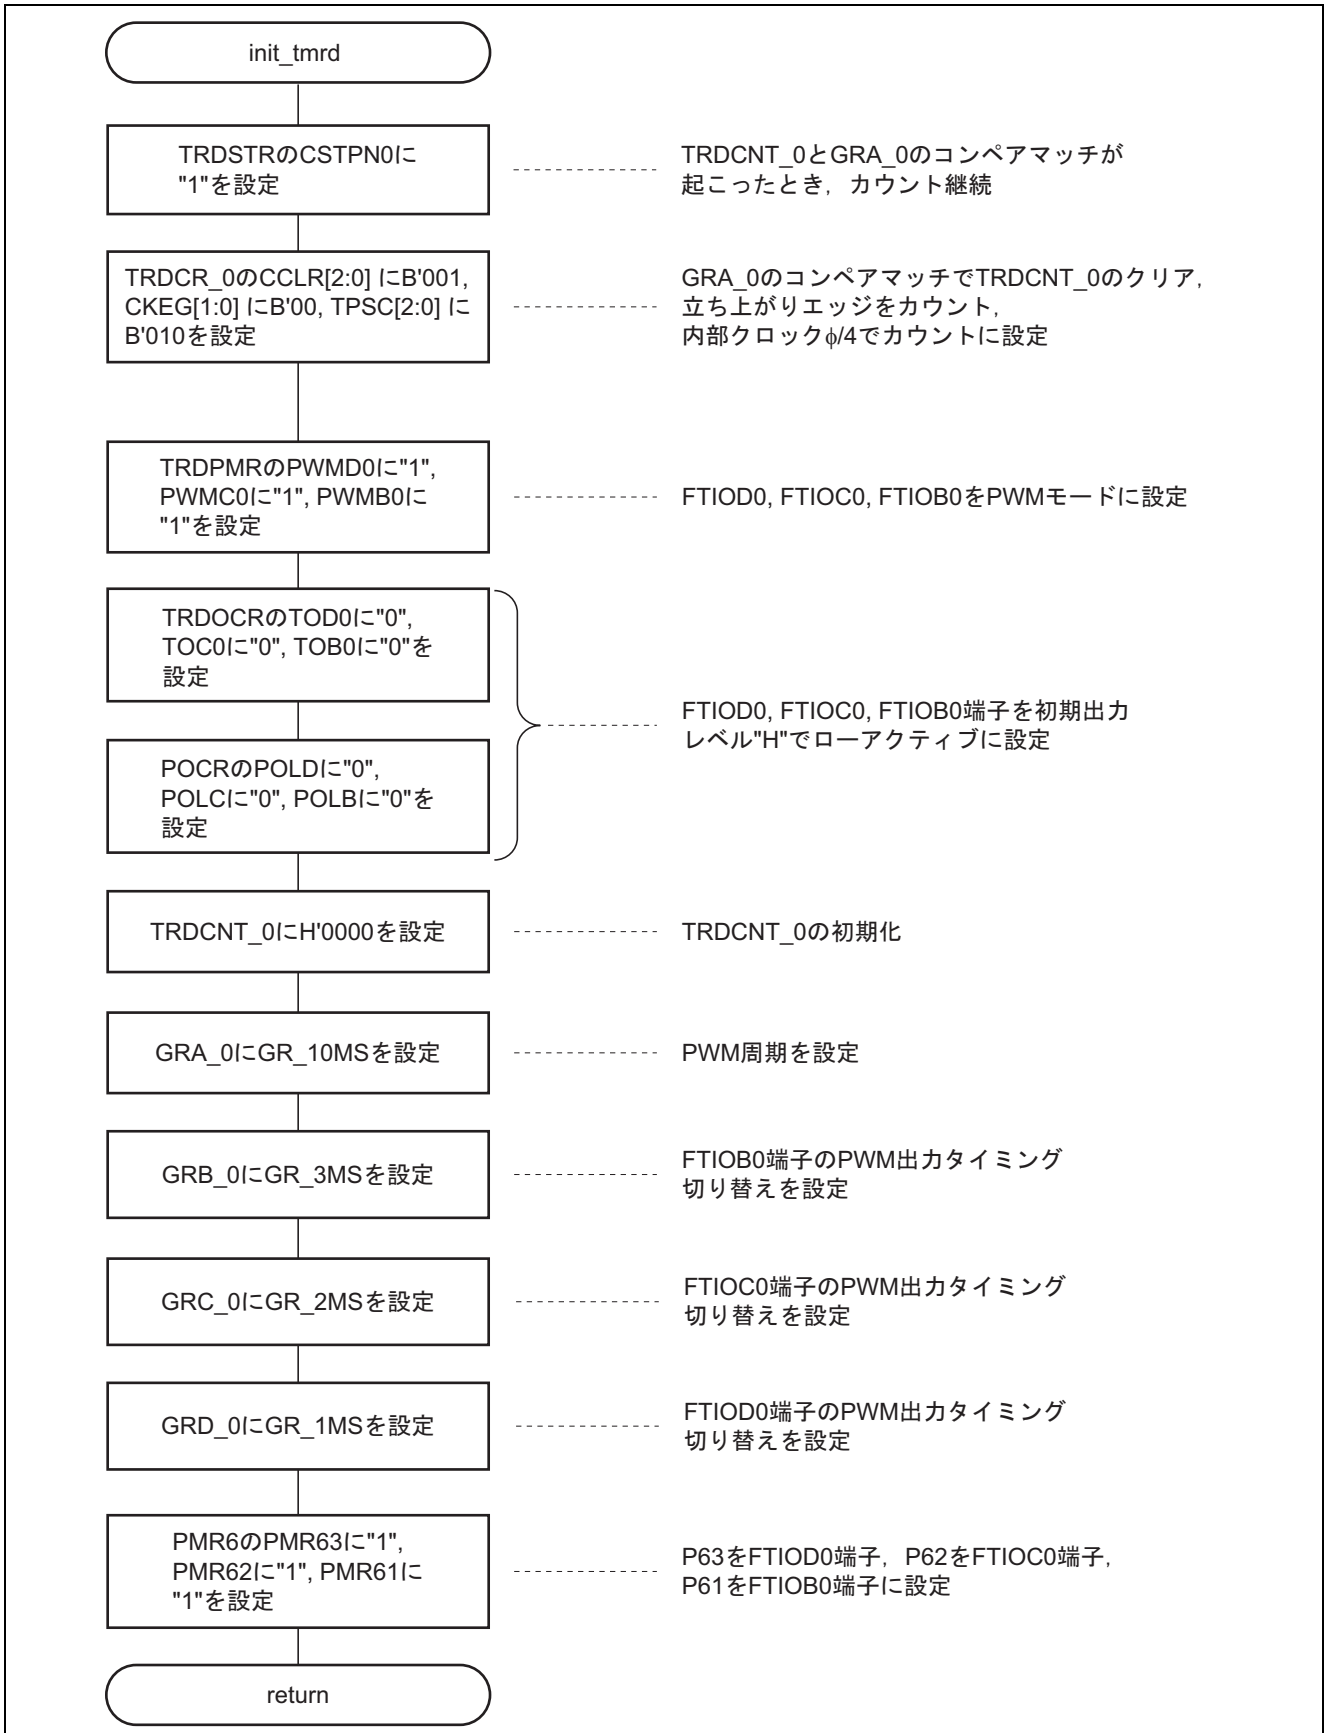 init_tmrd
TRDSTRのCSTPN0に
"1"を設定
TRDCNT_0とGRA_0のコンペアマッチが
起こったとき，カウント継続
TRDCR_0のCCLR[2:0] にB'001,
CKEG[1:0] にB'00, TPSC[2:0] に
B'010を設定
GRA_0のコンペアマッチでTRDCNT_0のクリア，
立ち上がりエッジをカウント，
内部クロックφ/4でカウントに設定
TRDPMRのPWMD0に"1",
PWMC0に"1", PWMB0に
"1"を設定
FTIOD0, FTIOC0, FTIOB0をPWMモードに設定
TRDOCRのTOD0に"0",
TOC0に"0", TOB0に"0"を
設定
POCRのPOLDに"0",
POLCに"0", POLBに"0"を
設定
FTIOD0, FTIOC0, FTIOB0端子を初期出力
レベル"H"でローアクティブに設定
TRDCNT_0にH'0000を設定
TRDCNT_0の初期化
GRA_0にGR_10MSを設定
PWM周期を設定
GRB_0にGR_3MSを設定
FTIOB0端子のPWM出力タイミング
切り替えを設定
GRC_0にGR_2MSを設定
FTIOC0端子のPWM出力タイミング
切り替えを設定
GRD_0にGR_1MSを設定
FTIOD0端子のPWM出力タイミング
切り替えを設定
PMR6のPMR63に"1",
PMR62に"1", PMR61に
"1"を設定
P63をFTIOD0端子，P62をFTIOC0端子，
P61をFTIOB0端子に設定
return